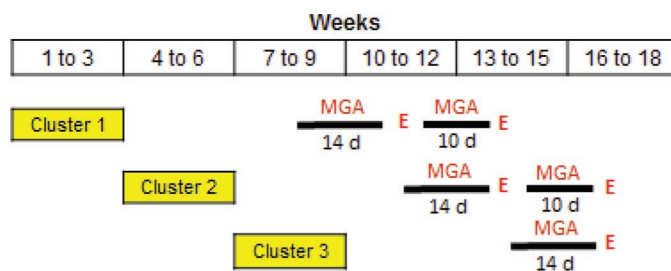 Weeks
1 to 3 4 to 6 7 to 9 10 to 12 13 to 15 16 to 18
Cluster 1 MGA 14 d E MGA 10 d E
Cluster 2 MGA 14 d E MGA 10 d E
Cluster 3 MGA 14 d E